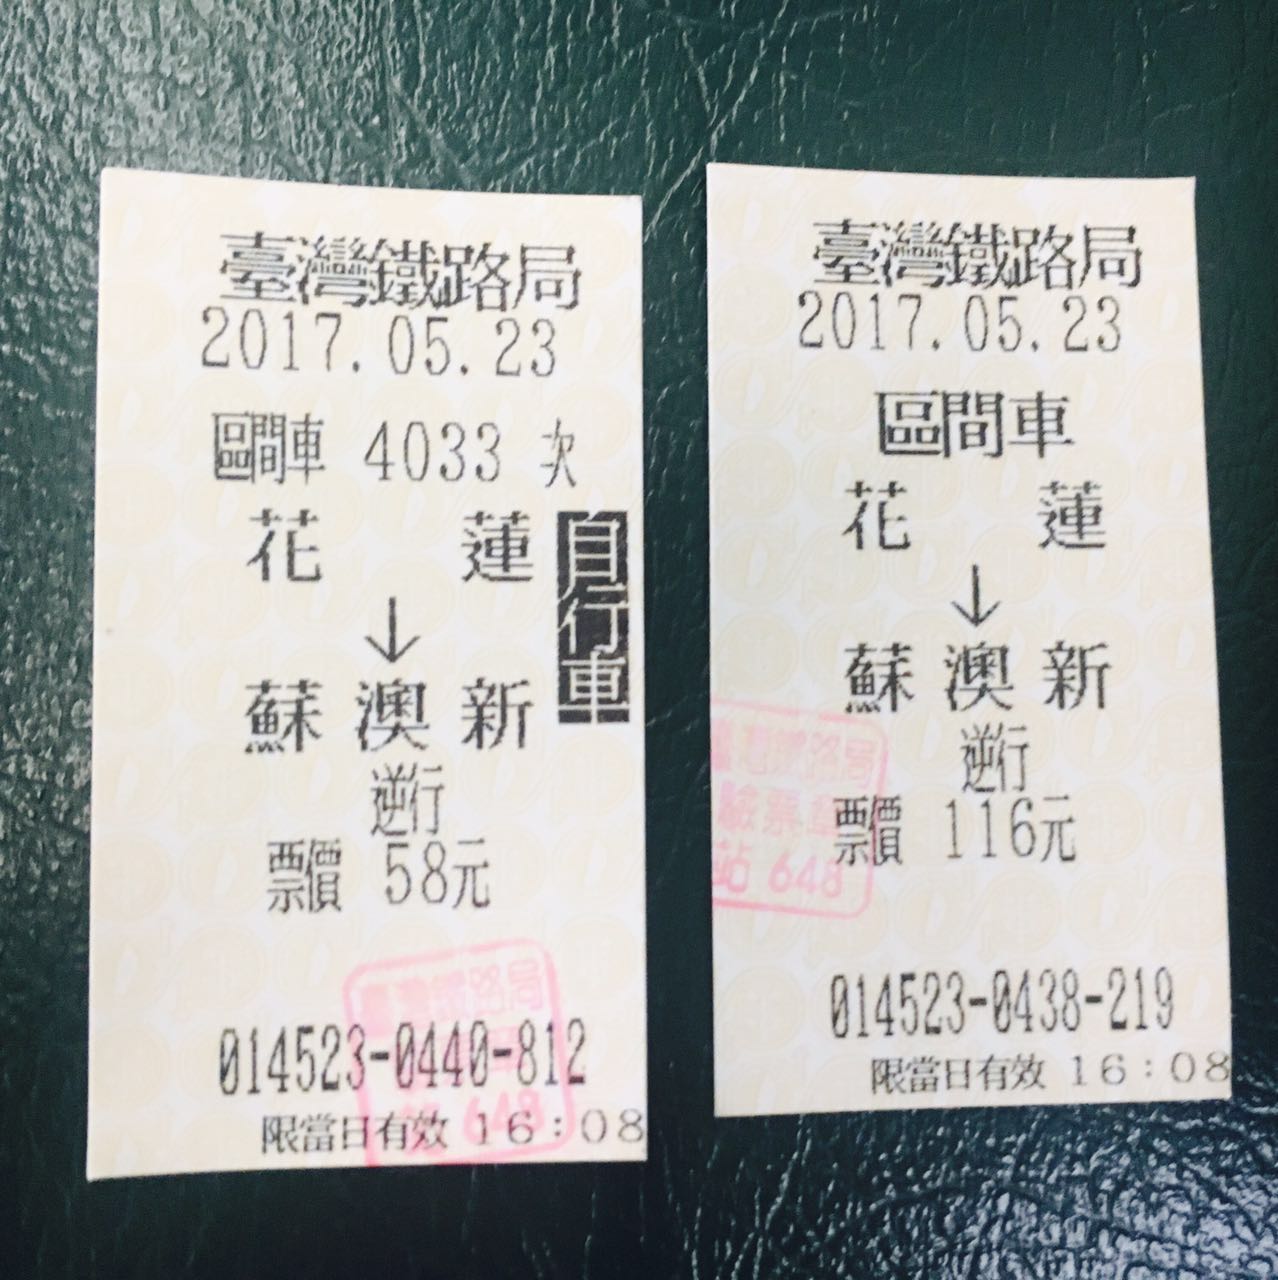 臺灣鐵路局
2017.05.23
區間車 4033 次
花蓮
↓
蘇澳新
自行車
逆行
票價 58元
臺灣鐵路局
648
014523-0440-812
限當日有效 16:08
臺灣鐵路局
2017.05.23
區間車
花蓮
↓
蘇澳新
逆行
票價 116元
臺灣鐵路局
驗票章
站 648
014523-0438-219
限當日有效 16:08